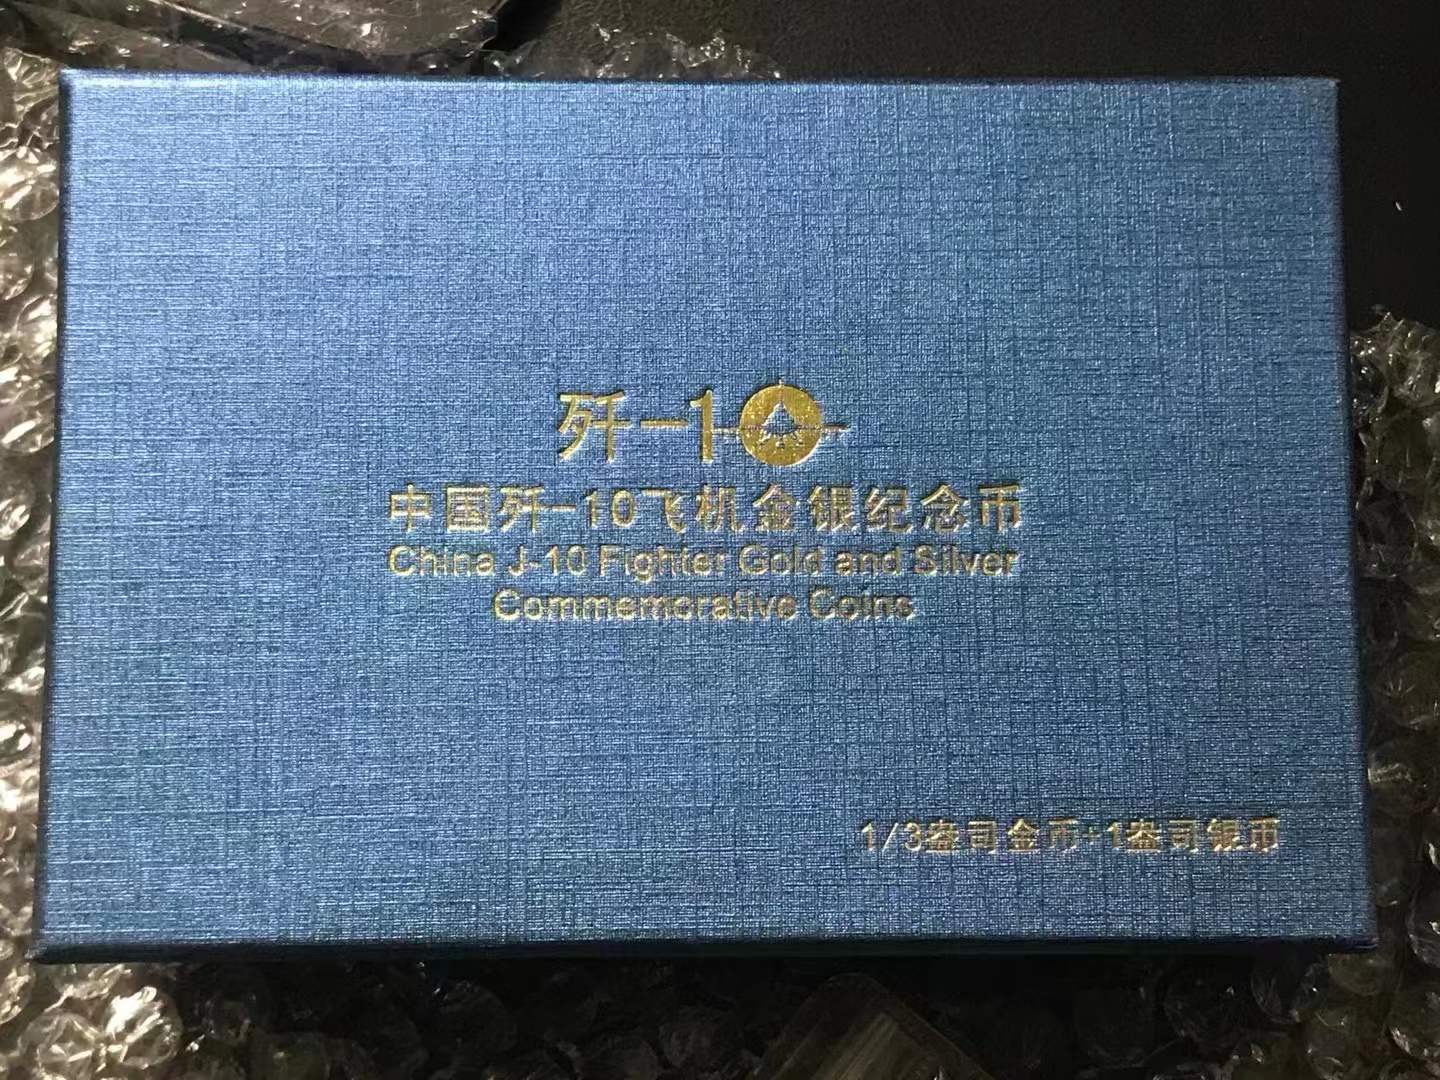 歼-10
中国歼-10飞机金银纪念币
China J-10 Fighter Gold and Silver
Commemorative Coins
1/3盎司金币+1盎司银币